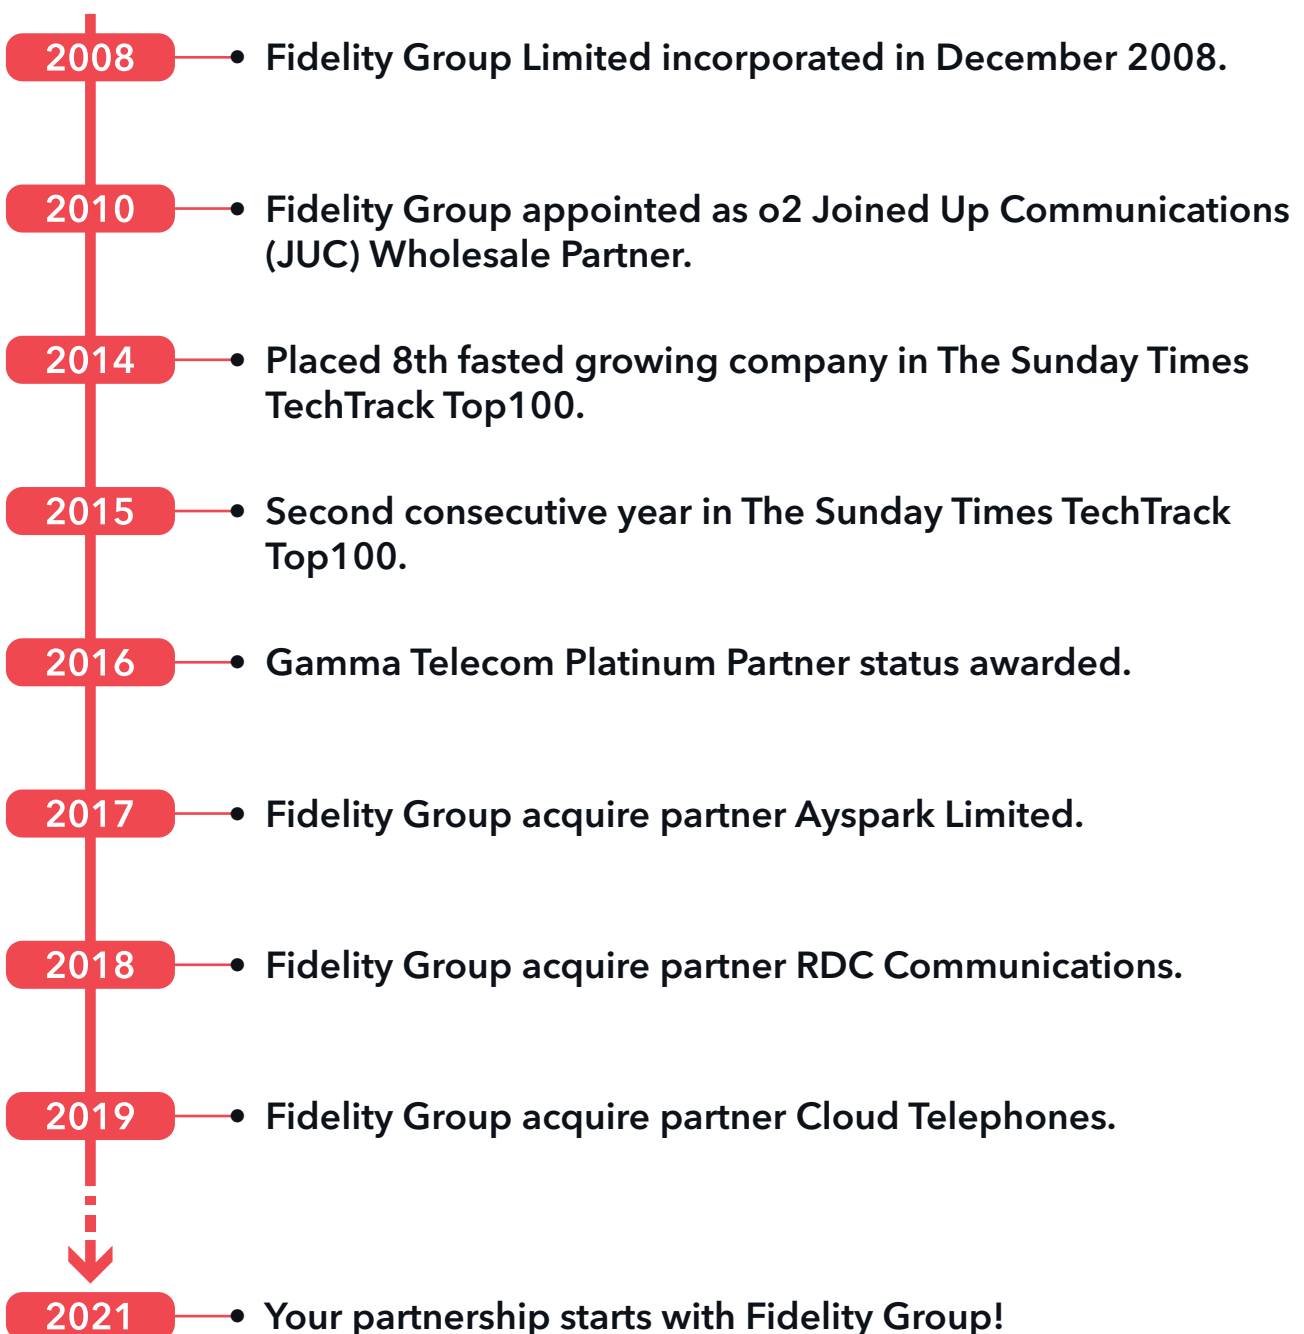 2008
Fidelity Group Limited incorporated in December 2008.
2010
Fidelity Group appointed as o2 Joined Up Communications
(JUC) Wholesale Partner.
2014
Placed 8th fasted growing company in The Sunday Times
TechTrack Top100.
2015
Second consecutive year in The Sunday Times TechTrack
Top100.
2016
Gamma Telecom Platinum Partner status awarded.
2017
Fidelity Group acquire partner Ayspark Limited.
2018
Fidelity Group acquire partner RDC Communications.
2019
Fidelity Group acquire partner Cloud Telephones.
2021
Your partnership starts with Fidelity Group!